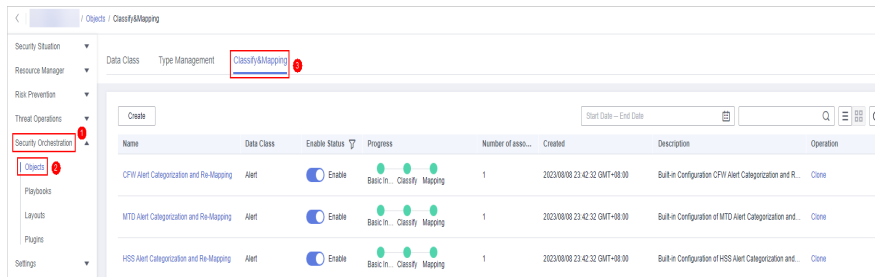 / Objects / Classify&Mapping
Security Situation
Resource Manager
Risk Prevention
Threat Operations
Security Orchestration 1
Objects 2
Playbooks
Layouts
Plugins
Settings
Data Class Type Management Classify&Mapping 3
Create Start Date – End Date
Name Data Class Enable Status Progress Number of asso... Created Description Operation
CFW Alert Categorization and Re-Mapping Alert Enable Basic In... Classify Mapping 1 2023/08/08 23:42:32 GMT+08:00 Built-in Configuration CFW Alert Categorization and R... Clone
MTD Alert Categorization and Re-Mapping Alert Enable Basic In... Classify Mapping 1 2023/08/08 23:42:32 GMT+08:00 Built-in Configuration of MTD Alert Categorization and... Clone
HSS Alert Categorization and Re-Mapping Alert Enable Basic In... Classify Mapping 1 2023/08/08 23:42:32 GMT+08:00 Built-in Configuration of HSS Alert Categorization and... Clone